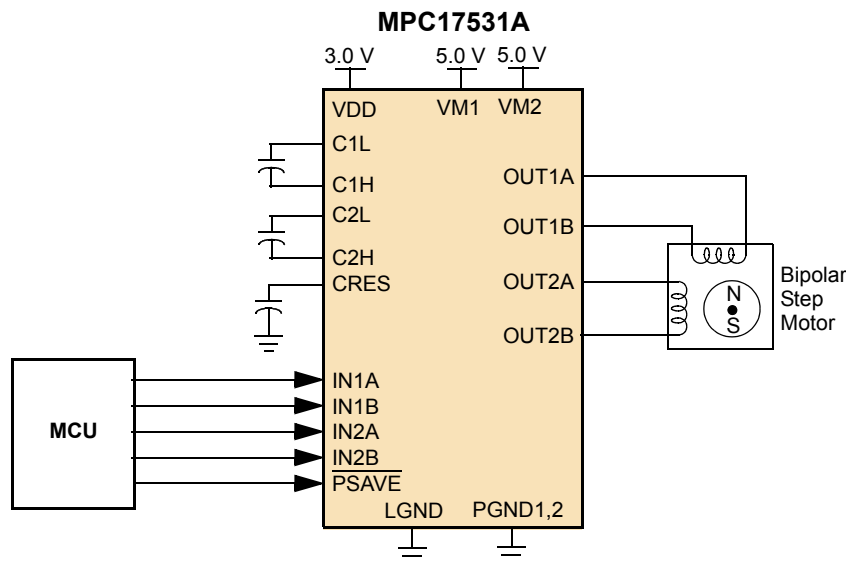 MPC17531A
3.0 V
5.0 V
5.0 V
VDD
VM1
VM2
C1L
C1H
C2L
C2H
CRES
OUT1A
OUT1B
OUT2A
OUT2B
N
S
Bipolar
Step
Motor
MCU
IN1A
IN1B
IN2A
IN2B
PSAVE
LGND
PGND1,2